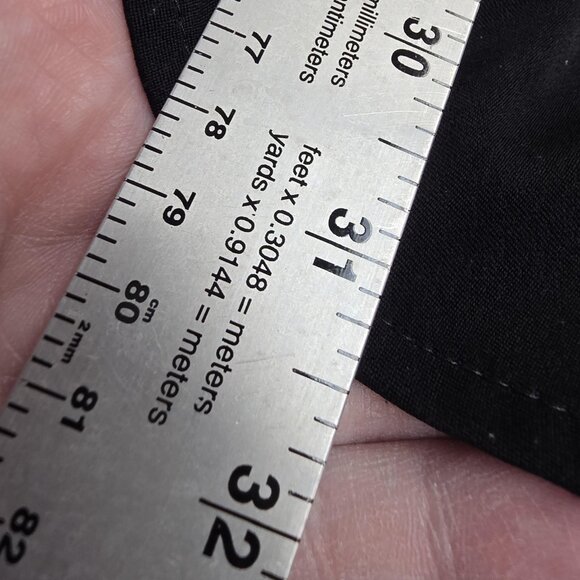 millimeters
centimeters
30
77
78
feet x 0.3048 = meters
yards x 0.9144 = meters
31
79
80 cm
2mm
81
32
82